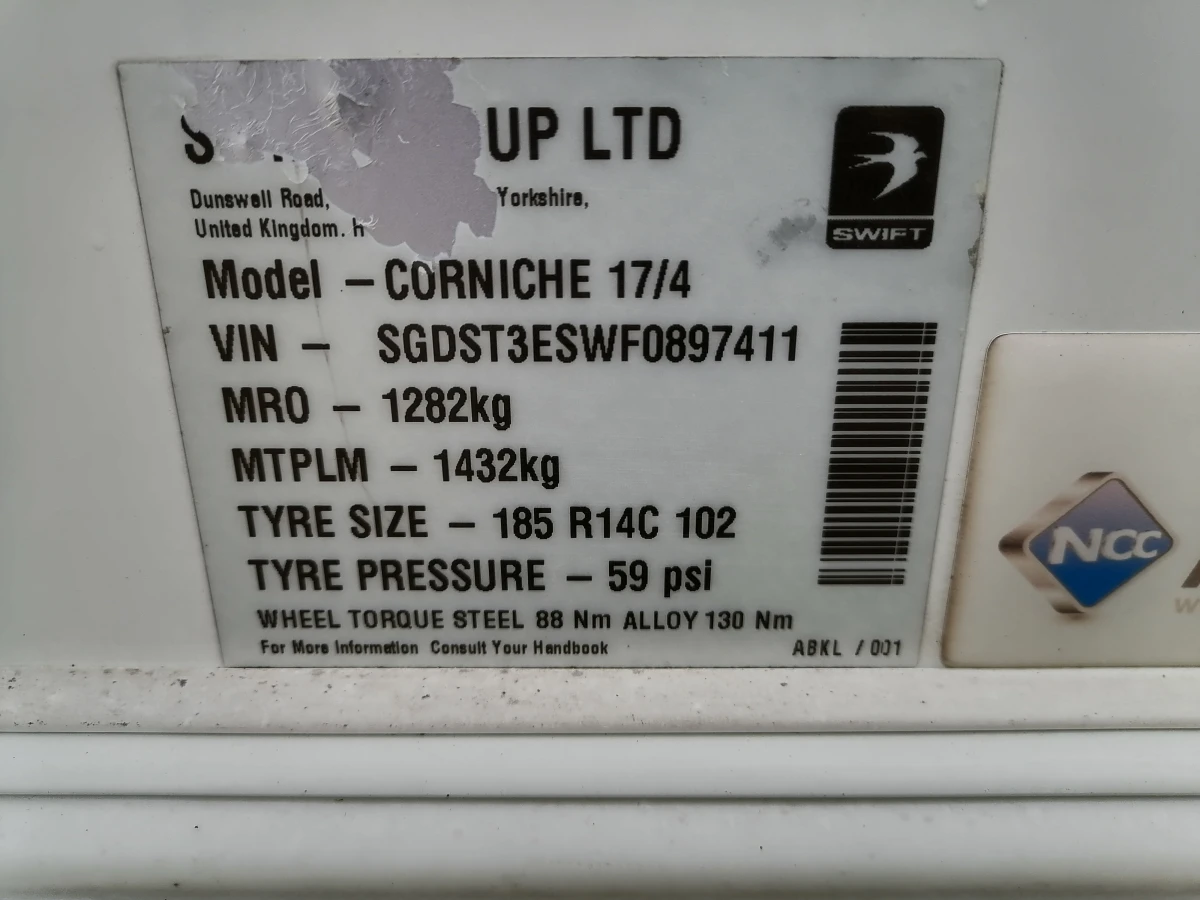 UP LTD
Dunswell Road, Yorkshire,
United Kingdom. H
SWIFT
Model – CORNICHE 17/4
VIN – SGDST3ESWF0897411
MRO – 1282kg
MTPLM – 1432kg
TYRE SIZE – 185 R14C 102
TYRE PRESSURE – 59 psi
WHEEL TORQUE STEEL 88 Nm ALLOY 130 Nm
For More Information Consult Your Handbook
ABKL / 001
NCC